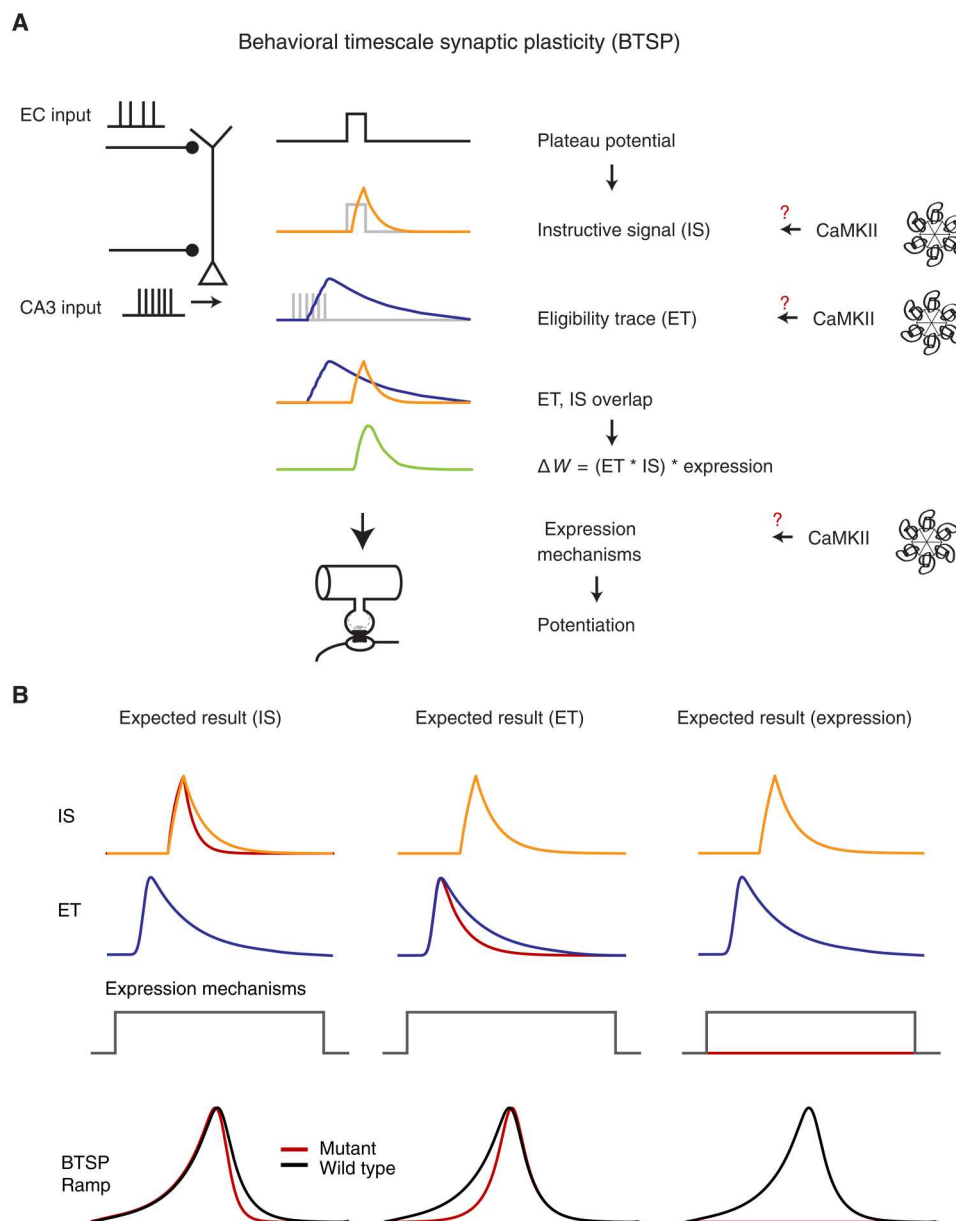 A
Behavioral timescale synaptic plasticity (BTSP)
EC input
Plateau potential
Instructive signal (IS)
?
CaMKII
CA3 input
Eligibility trace (ET)
?
CaMKII
ET, IS overlap
ΔW = (ET * IS) * expression
Expression
mechanisms
?
CaMKII
Potentiation
B
Expected result (IS)
Expected result (ET)
Expected result (expression)
IS
ET
Expression mechanisms
BTSP
Ramp
Mutant
Wild type